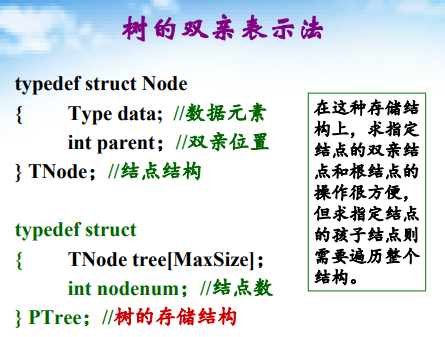 树的双亲表示法
typedef struct Node
{ Type data; //数据元素
int parent; //双亲位置
} TNode; //结点结构
typedef struct
{ TNode tree[MaxSize];
int nodenum; //结点数
} PTree; //树的存储结构
在这种存储结
构上，求指定
结点的双亲结
点和根结点的
操作很方便，
但求指定结点
的孩子结点则
需要遍历整个
结构。